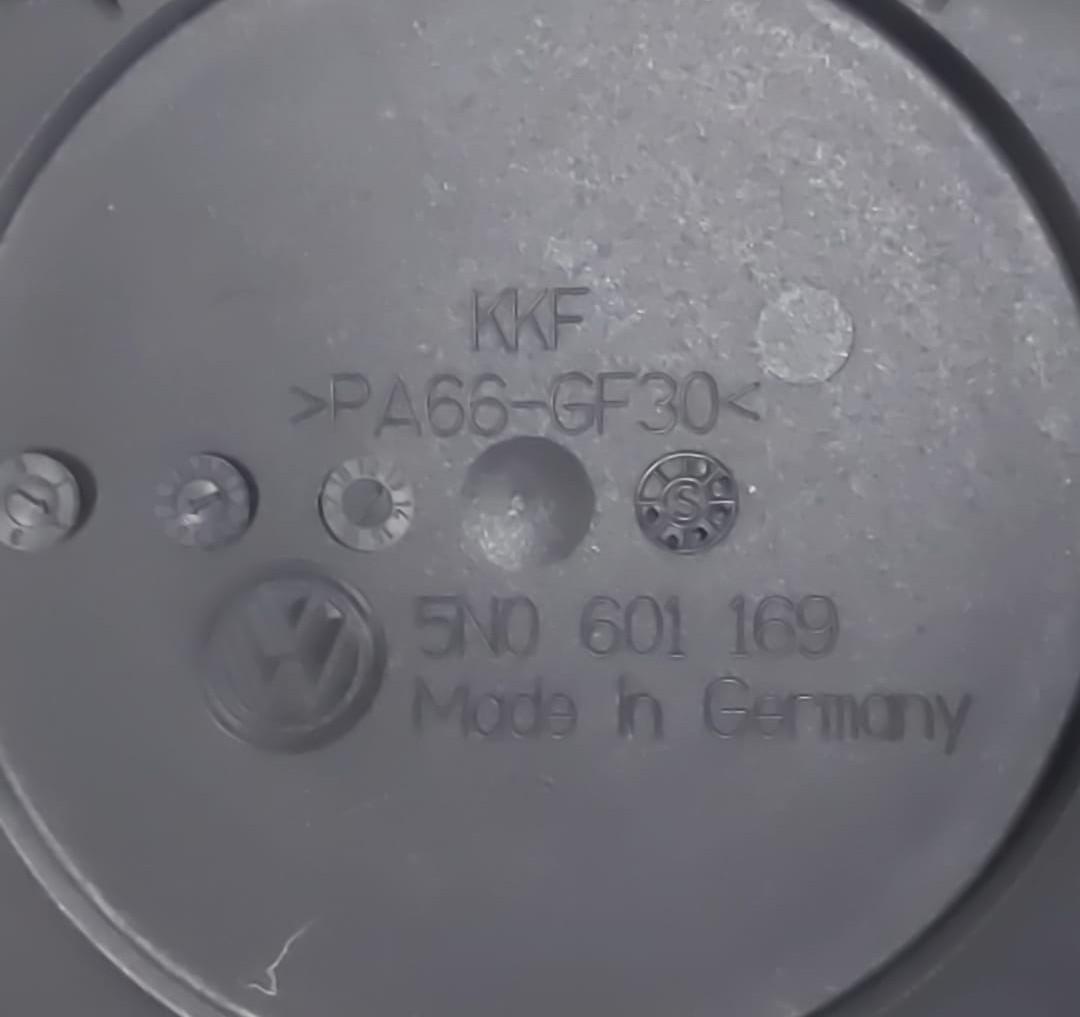 KKF
>PA66-GF30<
S
5N0 601 169
Made in Germany